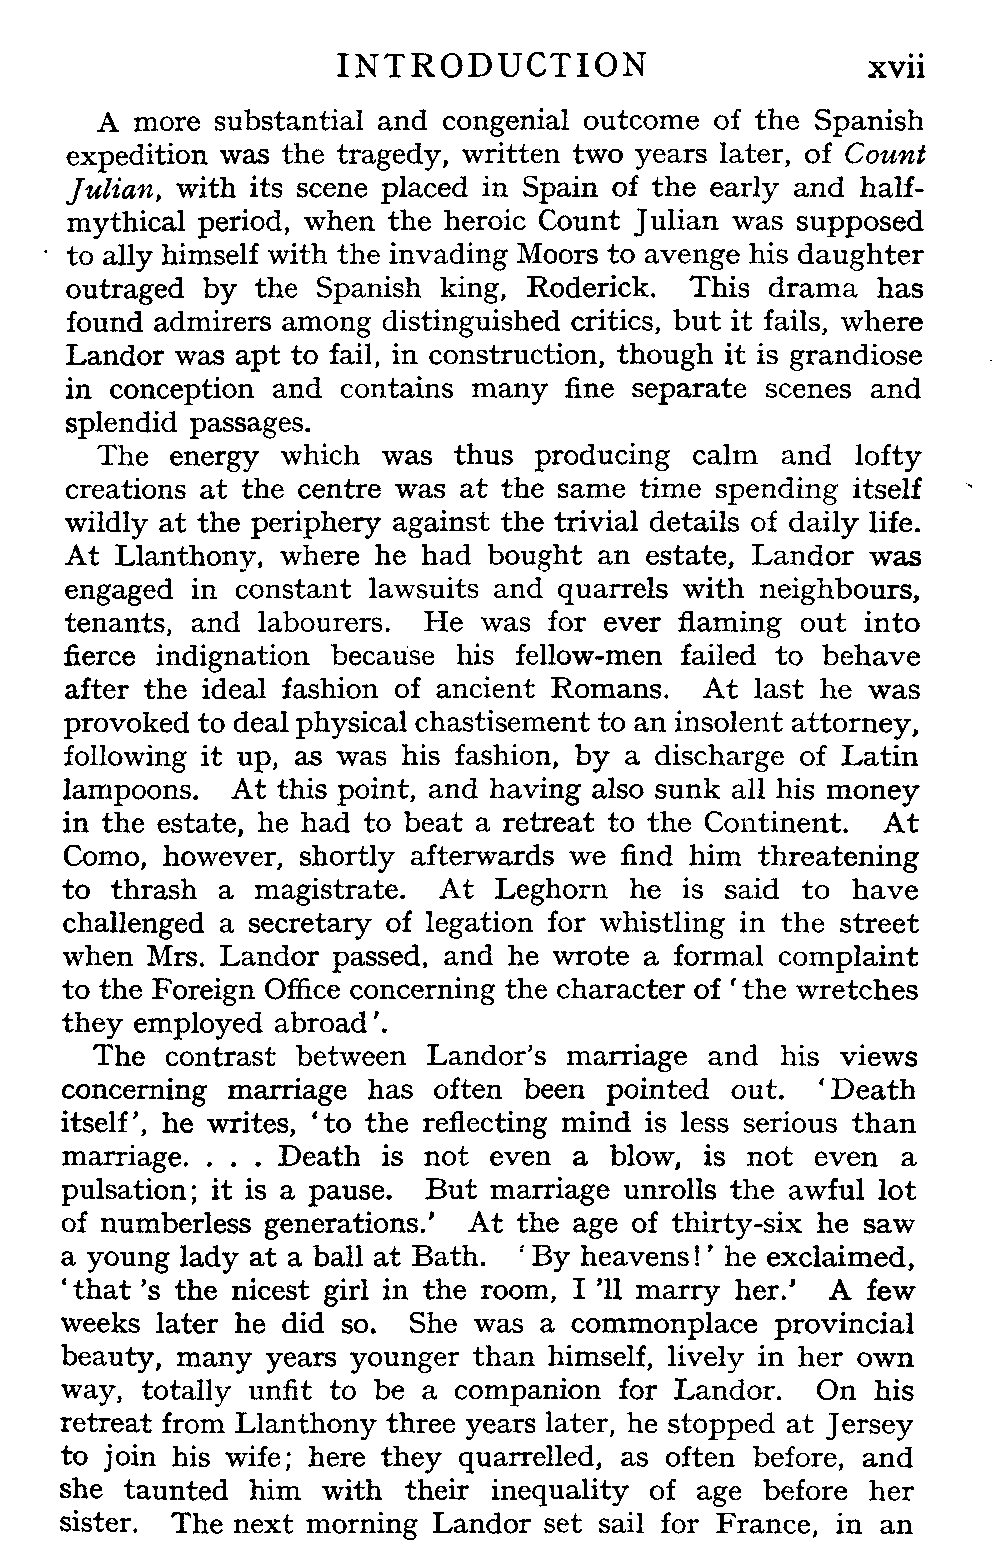 INTRODUCTION xvii
A more substantial and congenial outcome of the Spanish
expedition was the tragedy, written two years later, of Count
Julian, with its scene placed in Spain of the early and half-
mythical period, when the heroic Count Julian was supposed
to ally himself with the invading Moors to avenge his daughter
outraged by the Spanish king, Roderick. This drama has
found admirers among distinguished critics, but it fails, where
Landor was apt to fail, in construction, though it is grandiose
in conception and contains many fine separate scenes and
splendid passages.
The energy which was thus producing calm and lofty
creations at the centre was at the same time spending itself
wildly at the periphery against the trivial details of daily life.
At Llanthony, where he had bought an estate, Landor was
engaged in constant lawsuits and quarrels with neighbours,
tenants, and labourers. He was for ever flaming out into
fierce indignation because his fellow-men failed to behave
after the ideal fashion of ancient Romans. At last he was
provoked to deal physical chastisement to an insolent attorney,
following it up, as was his fashion, by a discharge of Latin
lampoons. At this point, and having also sunk all his money
in the estate, he had to beat a retreat to the Continent. At
Como, however, shortly afterwards we find him threatening
to thrash a magistrate. At Leghorn he is said to have
challenged a secretary of legation for whistling in the street
when Mrs. Landor passed, and he wrote a formal complaint
to the Foreign Office concerning the character of ‘the wretches
they employed abroad’.
The contrast between Landor’s marriage and his views
concerning marriage has often been pointed out. ‘Death
itself’, he writes, ‘to the reflecting mind is less serious than
marriage. . . . Death is not even a blow, is not even a
pulsation; it is a pause. But marriage unrolls the awful lot
of numberless generations.’ At the age of thirty-six he saw
a young lady at a ball at Bath. ‘By heavens!’ he exclaimed,
‘that ’s the nicest girl in the room, I ’ll marry her.’ A few
weeks later he did so. She was a commonplace provincial
beauty, many years younger than himself, lively in her own
way, totally unfit to be a companion for Landor. On his
retreat from Llanthony three years later, he stopped at Jersey
to join his wife; here they quarrelled, as often before, and
she taunted him with their inequality of age before her
sister. The next morning Landor set sail for France, in an